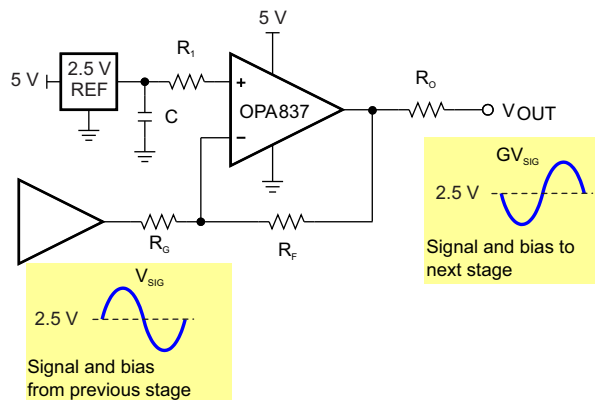 5 V
R1
5 V
2.5 V
REF
C
+
OPA837
−
RO
VOUT
GVSIG
2.5 V
Signal and bias to
next stage
RG
RF
VSIG
2.5 V
Signal and bias
from previous stage